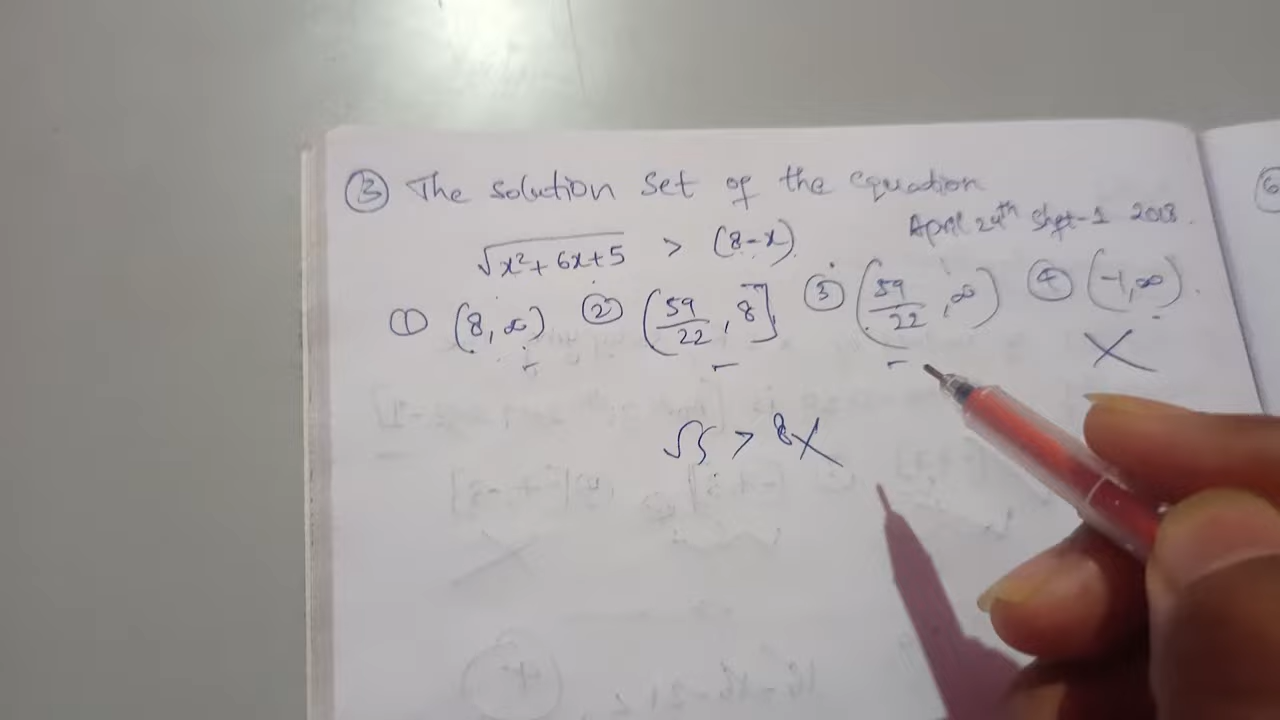 ③ The solution set of the equation
April 24th Shift-1 2018.
√x²+6x+5 > (8-x)
① (8, ∞) ② (59/22, 8] ③ (59/22, ∞) ④ (-1, ∞).
√5 > 8
6